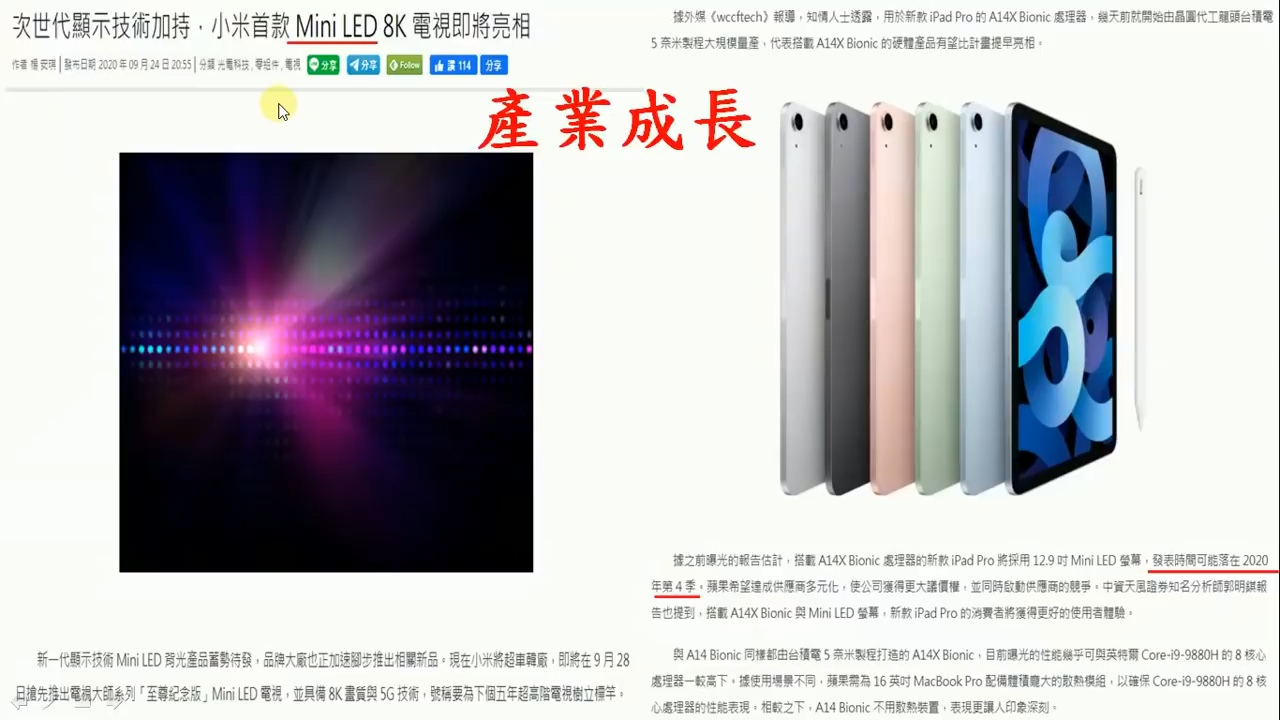 次世代顯示技術加持，小米首款 Mini LED 8K 電視即將亮相
作者 楊 安琪 | 發布日期 2020 年 09 月 24 日 20:55 | 分類 光電科技 , 零組件 , 電視 分享 分享 Follow 讚 114 分享
產業成長
新一代顯示技術 Mini LED 背光產品蓄勢待發，品牌大廠也正加速腳步推出相關新品。現在小米將超車韓廠，即將在 9 月 28
日搶先推出電視大師系列「至尊紀念版」Mini LED 電視，並具備 8K 畫質與 5G 技術，號稱要為下個五年超高階電視樹立標竿。
據外媒《wccftech》報導，知情人士透露，用於新款 iPad Pro 的 A14X Bionic 處理器，幾天前就開始由晶圓代工龍頭台積電
5 奈米製程大規模量產，代表搭載 A14X Bionic 的硬體產品有望比計畫提早亮相。
據之前曝光的報告估計，搭載 A14X Bionic 處理器的新款 iPad Pro 將採用 12.9 吋 Mini LED 螢幕，發表時間可能落在 2020
年第 4 季。蘋果希望達成供應商多元化，使公司獲得更大議價權，並同時啟動供應商的競爭。中資天風證券知名分析師郭明錤報
告也提到，搭載 A14X Bionic 與 Mini LED 螢幕，新款 iPad Pro 的消費者將獲得更好的使用者體驗。
與 A14 Bionic 同樣都由台積電 5 奈米製程打造的 A14X Bionic，目前曝光的性能幾乎可與英特爾 Core-i9-9880H 的 8 核心
處理器一較高下。據使用場景不同，蘋果需為 16 英吋 MacBook Pro 配備體積龐大的散熱模組，以確保 Core-i9-9880H 的 8 核
心處理器的性能表現。相較之下，A14 Bionic 不用散熱裝置，表現更讓人印象深刻。